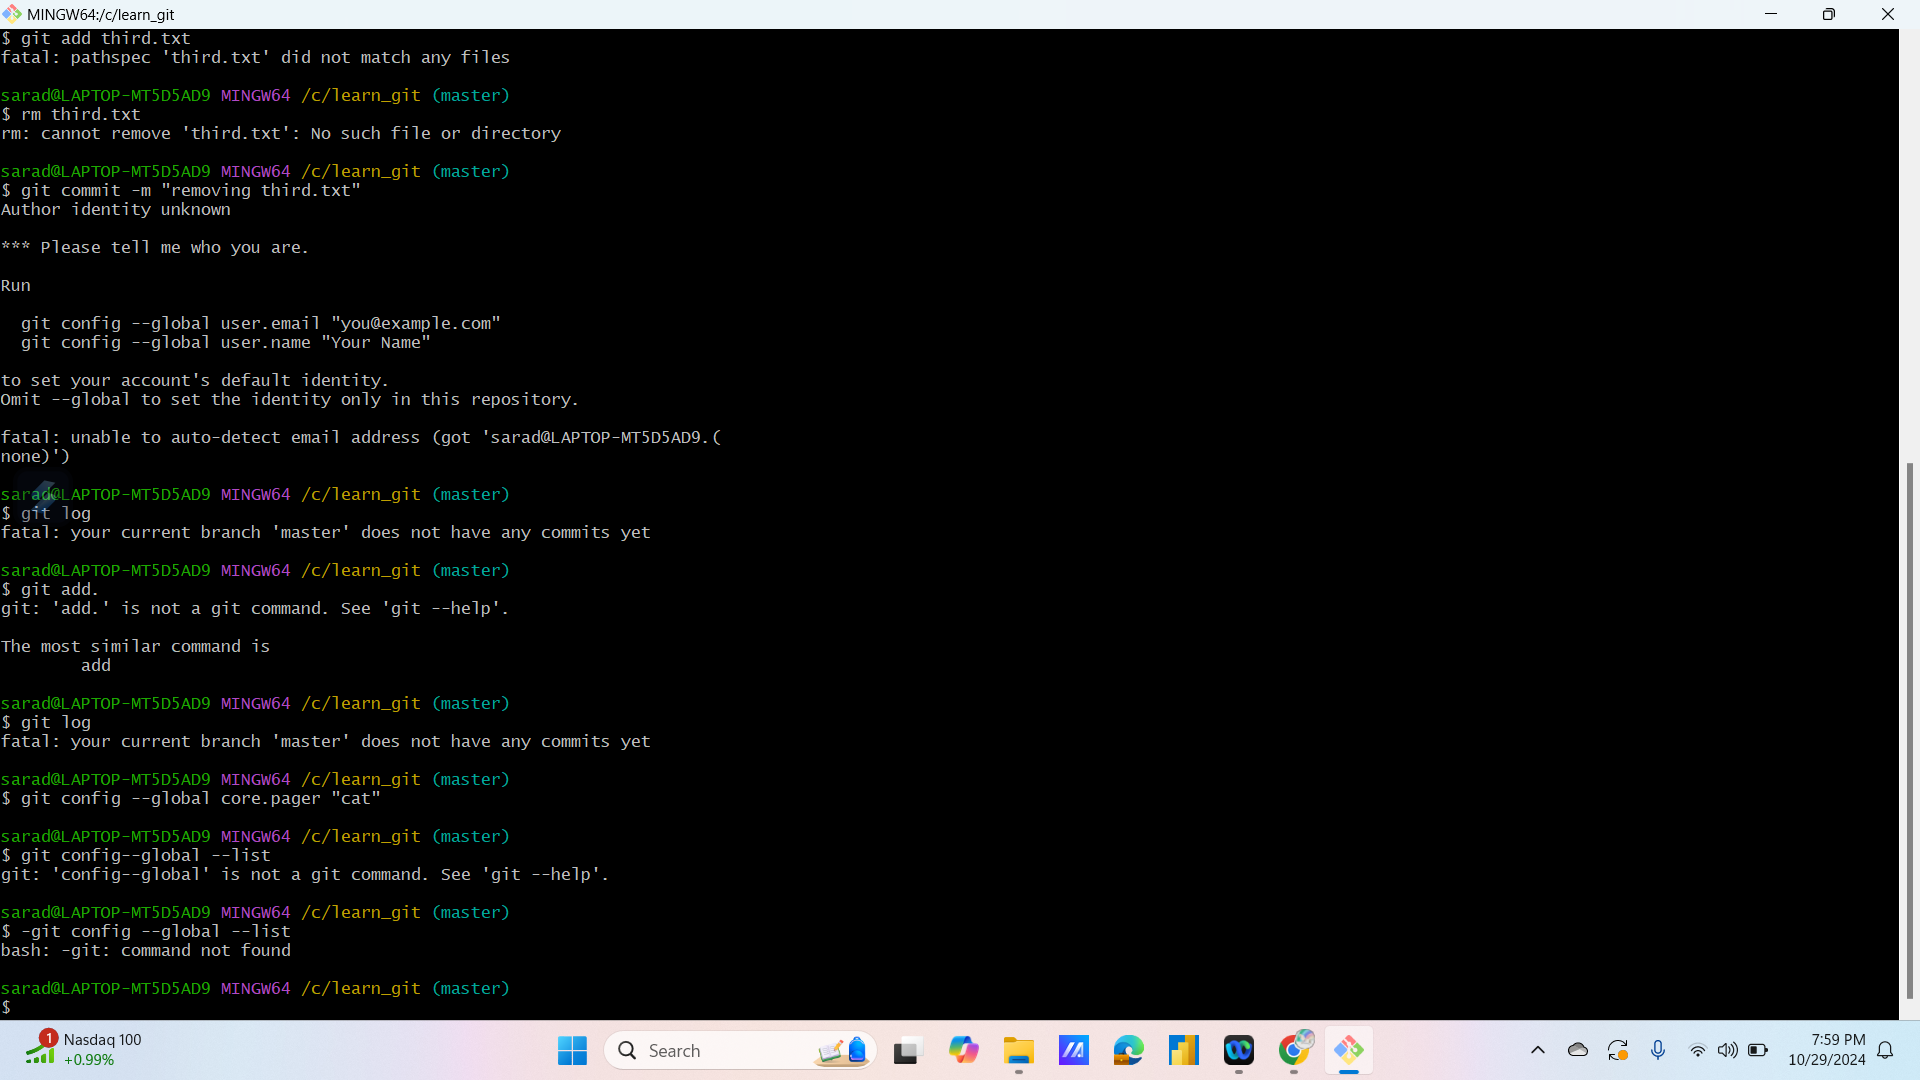 MINGW64:/c/learn_git
$ git add third.txt
fatal: pathspec 'third.txt' did not match any files
sarad@LAPTOP-MT5D5AD9 MINGW64 /c/learn_git (master)
$ rm third.txt
rm: cannot remove 'third.txt': No such file or directory
sarad@LAPTOP-MT5D5AD9 MINGW64 /c/learn_git (master)
$ git commit -m "removing third.txt"
Author identity unknown
*** Please tell me who you are.
Run
  git config --global user.email "you@example.com"
  git config --global user.name "Your Name"
to set your account's default identity.
Omit --global to set the identity only in this repository.
fatal: unable to auto-detect email address (got 'sarad@LAPTOP-MT5D5AD9.(
none)')
sarad@LAPTOP-MT5D5AD9 MINGW64 /c/learn_git (master)
$ git log
fatal: your current branch 'master' does not have any commits yet
sarad@LAPTOP-MT5D5AD9 MINGW64 /c/learn_git (master)
$ git add.
git: 'add.' is not a git command. See 'git --help'.
The most similar command is
        add
sarad@LAPTOP-MT5D5AD9 MINGW64 /c/learn_git (master)
$ git log
fatal: your current branch 'master' does not have any commits yet
sarad@LAPTOP-MT5D5AD9 MINGW64 /c/learn_git (master)
$ git config --global core.pager "cat"
sarad@LAPTOP-MT5D5AD9 MINGW64 /c/learn_git (master)
$ git config--global --list
git: 'config--global' is not a git command. See 'git --help'.
sarad@LAPTOP-MT5D5AD9 MINGW64 /c/learn_git (master)
$ -git config --global --list
bash: -git: command not found
sarad@LAPTOP-MT5D5AD9 MINGW64 /c/learn_git (master)
$
1
Nasdaq 100
+0.99%
Search
7:59 PM
10/29/2024